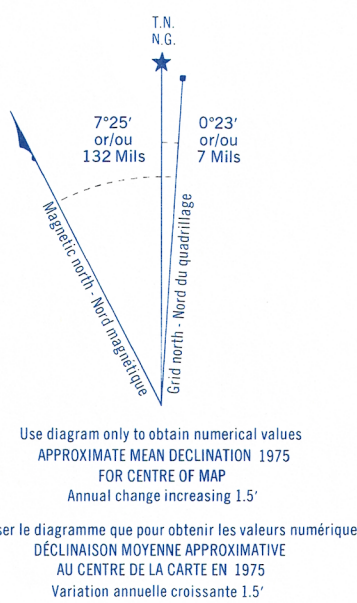 T.N.
N.G.
7°25′
or/ou
132 Mils
0°23′
or/ou
7 Mils
Magnetic north - Nord magnétique
Grid north - Nord du quadrillage
Use diagram only to obtain numerical values
APPROXIMATE MEAN DECLINATION 1975
FOR CENTRE OF MAP
Annual change increasing 1.5′
le diagramme que pour obtenir les valeurs
DÉCLINAISON MOYENNE APPROXIMATIVE
AU CENTRE DE LA CARTE EN 1975
Variation annuelle croissante 1.5′